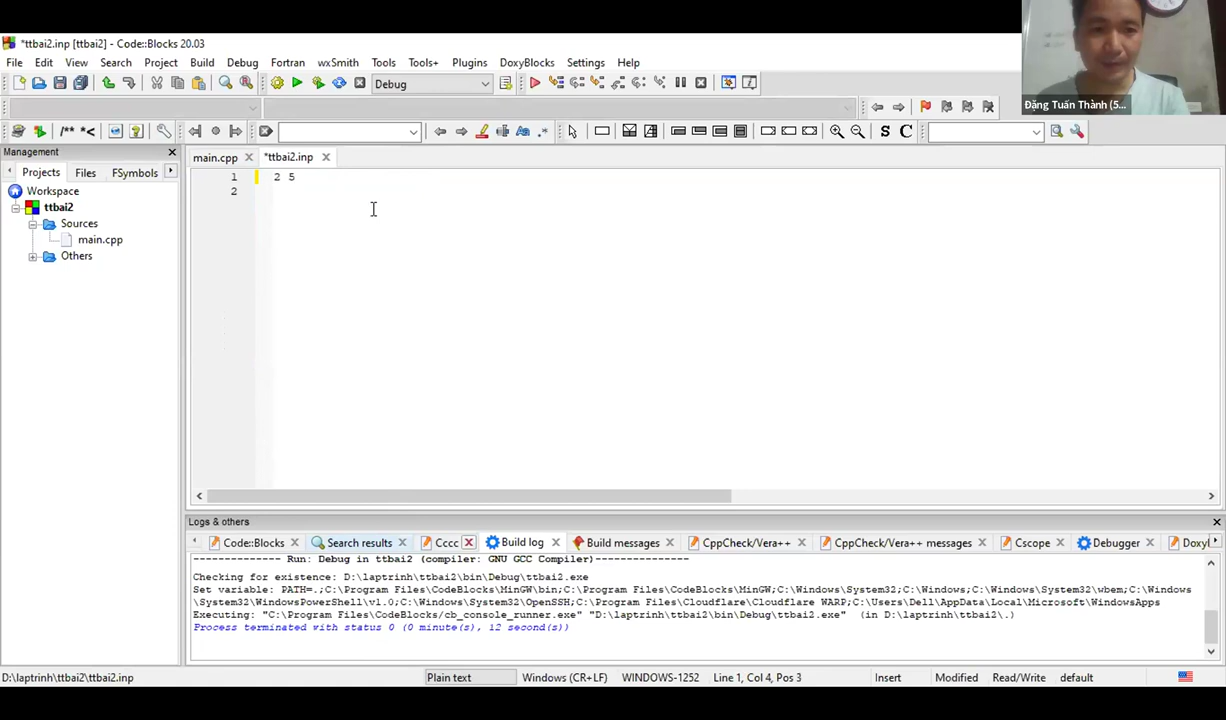 *ttbai2.inp [ttbai2] - Code::Blocks 20.03
File Edit View Search Project Build Debug Fortran wxSmith Tools Tools+ Plugins DoxyBlocks Settings Help
Đặng Tuấn Thành (5...
Debug
/** *<
S C
Management
main.cpp *ttbai2.inp
Projects Files FSymbols
1 2 5
2
Workspace
ttbai2
Sources
main.cpp
Others
Logs & others
Code::Blocks Search results Cccc Build log Build messages CppCheck/Vera++ CppCheck/Vera++ messages Cscope Debugger Doxyl
-------------- Run: Debug in ttbai2 (compiler: GNU GCC Compiler)---------------
Checking for existence: D:\laptrinh\ttbai2\bin\Debug\ttbai2.exe
Set variable: PATH=.;C:\Program Files\CodeBlocks\MinGW\bin;C:\Program Files\CodeBlocks\MinGW;C:\Windows\System32;C:\Windows;C:\Windows\System32\wbem;C:\Windows
\System32\WindowsPowerShell\v1.0;C:\Windows\System32\OpenSSH;C:\Program Files\Cloudflare\Cloudflare WARP;C:\Users\Dell\AppData\Local\Microsoft\WindowsApps
Executing: "C:\Program Files\CodeBlocks/cb_console_runner.exe" "D:\laptrinh\ttbai2\bin\Debug\ttbai2.exe" (in D:\laptrinh\ttbai2\.)
Process terminated with status 0 (0 minute(s), 12 second(s))
D:\laptrinh\ttbai2\ttbai2.inp Plain text Windows (CR+LF) WINDOWS-1252 Line 1, Col 4, Pos 3 Insert Modified Read/Write default